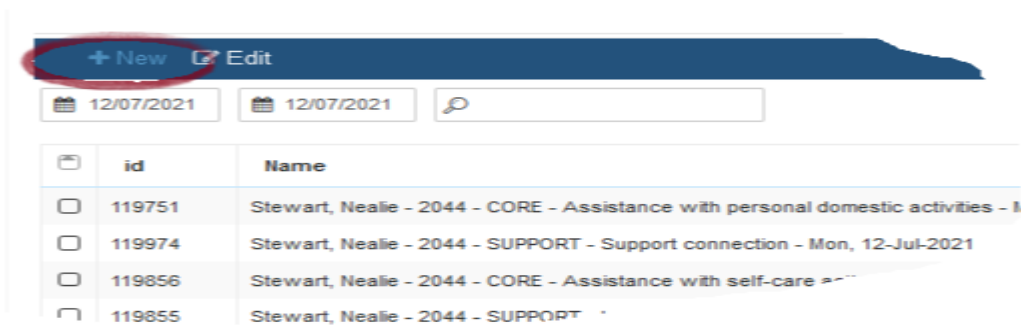 New Edit
12/07/2021 12/07/2021
id Name
119751 Stewart, Nealie - 2044 - CORE - Assistance with personal domestic activities -
119974 Stewart, Nealie - 2044 - SUPPORT - Support connection - Mon, 12-Jul-2021
119856 Stewart, Nealie - 2044 - CORE - Assistance with self-care
119855 Stewart, Nealie - 2044 - SUPPORT